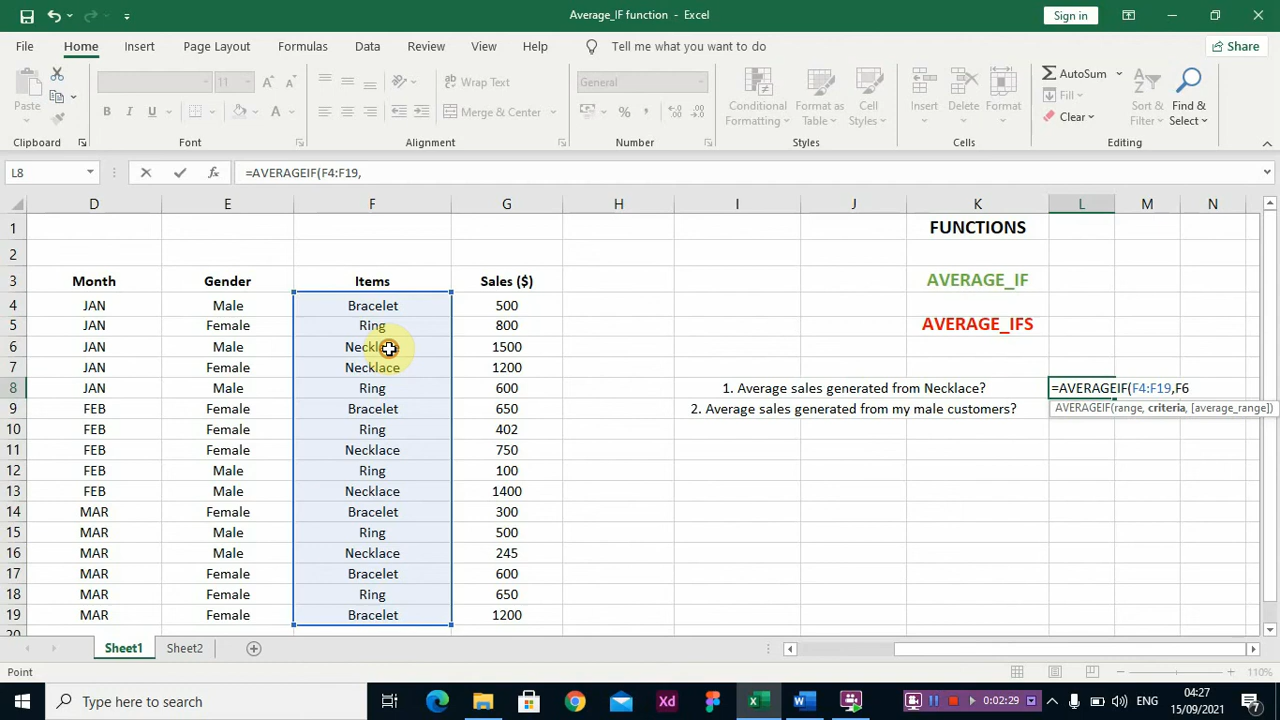 Average_IF function - Excel
Sign in
File Home Insert Page Layout Formulas Data Review View Help Tell me what you want to do Share
Paste
11
General
B I U A
Wrap Text
Merge & Center
Conditional Formatting
Format as Table
Cell Styles
Insert Delete Format
AutoSum
Fill
Clear
Sort & Filter
Find & Select
Clipboard Font Alignment Number Styles Cells Editing
L8 fx =AVERAGEIF(F4:F19,
D E F G H I J K L M N
1 FUNCTIONS
2
3 Month Gender Items Sales ($) AVERAGE_IF
4 JAN Male Bracelet 500
5 JAN Female Ring 800 AVERAGE_IFS
6 JAN Male 1500
7 JAN Female Necklace 1200
8 JAN Male Ring 600 1. Average sales generated from Necklace? =AVERAGEIF(F4:F19,F6
9 FEB Female Bracelet 650 2. Average sales generated from my male customers? AVERAGEIF(range, criteria, [average_range])
10 FEB Female Ring 402
11 FEB Female Necklace 750
12 FEB Male Ring 100
13 FEB Male Necklace 1400
14 MAR Female Bracelet 300
15 MAR Male Ring 500
16 MAR Male Necklace 245
17 MAR Female Bracelet 600
18 MAR Female Ring 650
19 MAR Female Bracelet 1200
20
Sheet1 Sheet2
Point 110%
Type here to search
Xd
0:02:29
ENG
04:27
15/09/2021
7